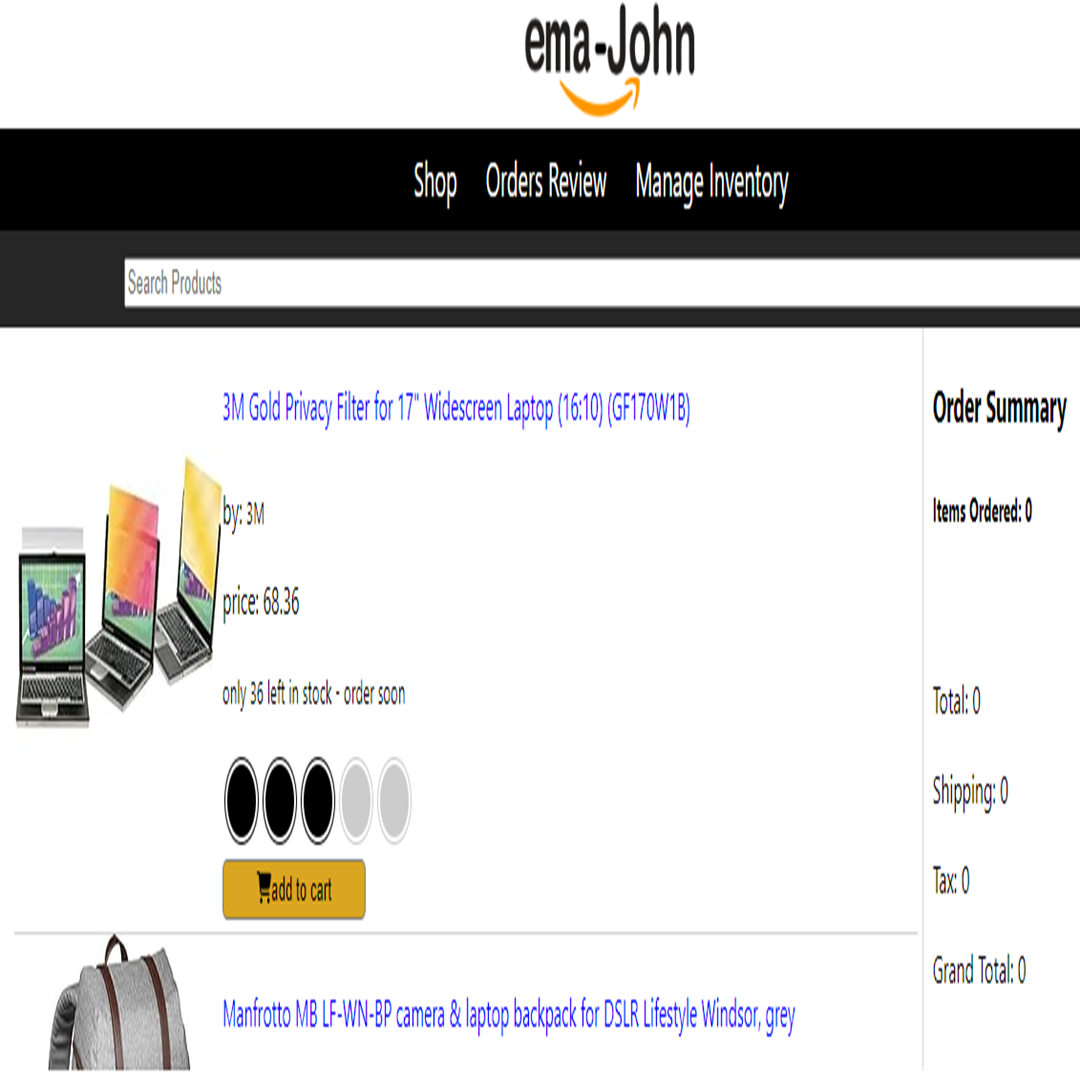 ema-John
Shop Orders Review Manage Inventory
Search Products
3M Gold Privacy Filter for 17" Widescreen Laptop (16:10) (GF170W1B)
by: 3M
price: 68.36
only 36 left in stock - order soon
add to cart
Manfrotto MB LF-WN-BP camera & laptop backpack for DSLR Lifestyle Windsor, grey
Order Summary
Items Ordered: 0
Total: 0
Shipping: 0
Tax: 0
Grand Total: 0